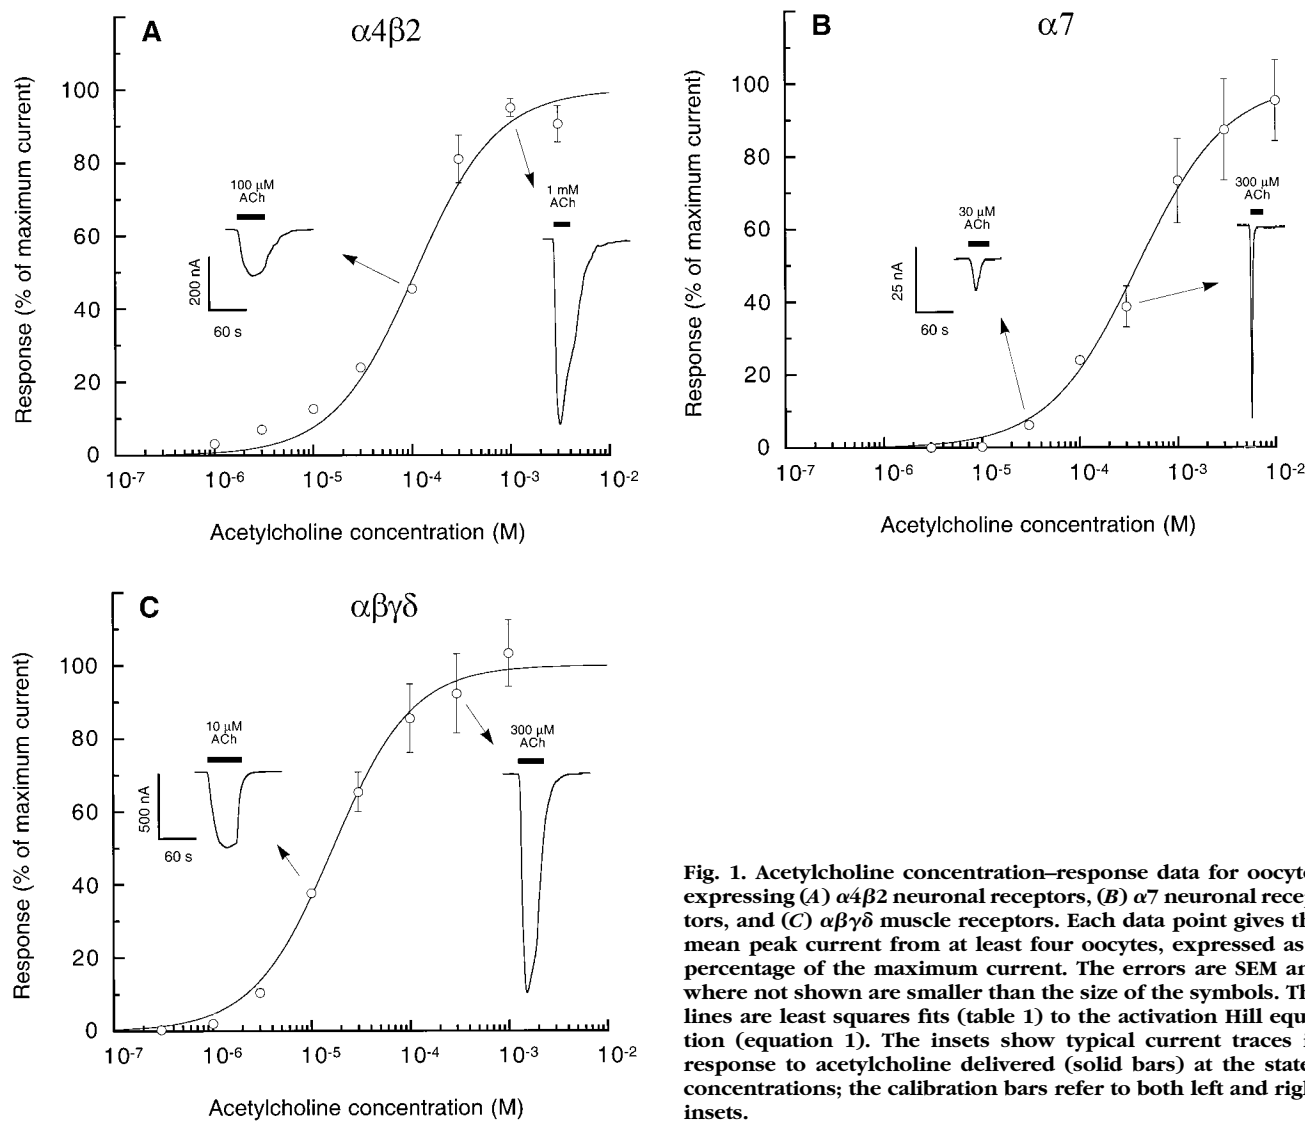 A
α4β2
Response (% of maximum current)
100
80
60
40
20
0
100 μM
ACh
200 nA
60 s
1 mM
ACh
10-7
10-6
10-5
10-4
10-3
10-2
Acetylcholine concentration (M)
B
α7
Response (% of maximum current)
100
80
60
40
20
0
30 μM
ACh
25 nA
60 s
300 μM
ACh
10-7
10-6
10-5
10-4
10-3
10-2
Acetylcholine concentration (M)
C
αβγδ
Response (% of maximum current)
100
80
60
40
20
0
10 μM
ACh
500 nA
60 s
300 μM
ACh
10-7
10-6
10-5
10-4
10-3
10-2
Acetylcholine concentration (M)
Fig. 1. Acetylcholine concentration–response data for
expressing (A) α4β2 neuronal receptors, (B) α7 neuronal recep-
tors, and (C) αβγδ muscle receptors. Each data point gives
mean peak current from at least four oocytes, expressed as
percentage of the maximum current. The errors are SEM
where not shown are smaller than the size of the symbols.
lines are least squares fits (table 1) to the activation Hill equa-
tion (equation 1). The insets show typical current traces
response to acetylcholine delivered (solid bars) at the
concentrations; the calibration bars refer to both left and
insets.